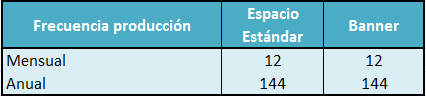 Frecuencia producción Espacio Estándar Banner
Mensual 12 12
Anual 144 144